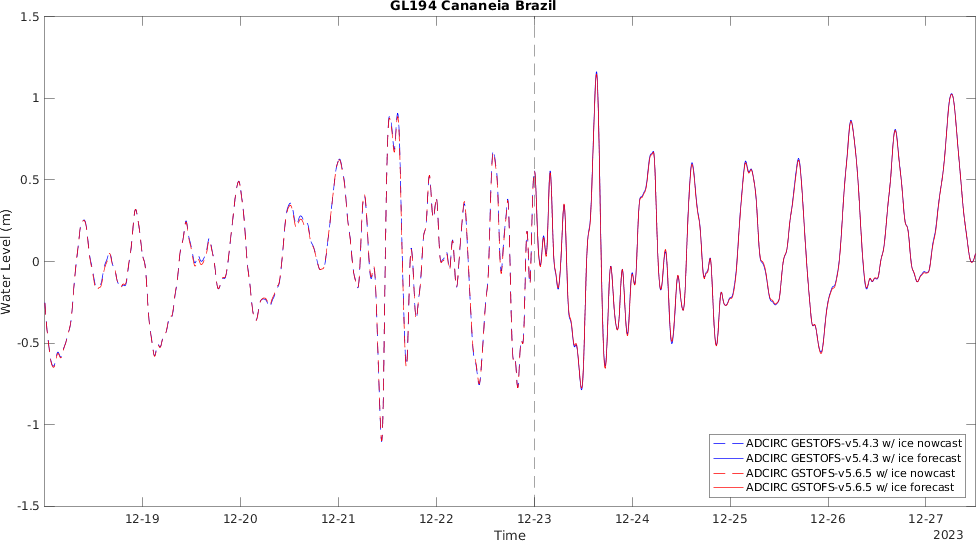 GL194 Cananeia Brazil
1.5
1
0.5
0
-0.5
-1
-1.5
Water Level (m)
ADCIRC GESTOFS-v5.4.3 w/ ice nowcast
ADCIRC GESTOFS-v5.4.3 w/ ice forecast
ADCIRC GSTOFS-v5.6.5 w/ ice nowcast
ADCIRC GSTOFS-v5.6.5 w/ ice forecast
12-19 12-20 12-21 12-22 12-23 12-24 12-25 12-26 12-27
Time 2023